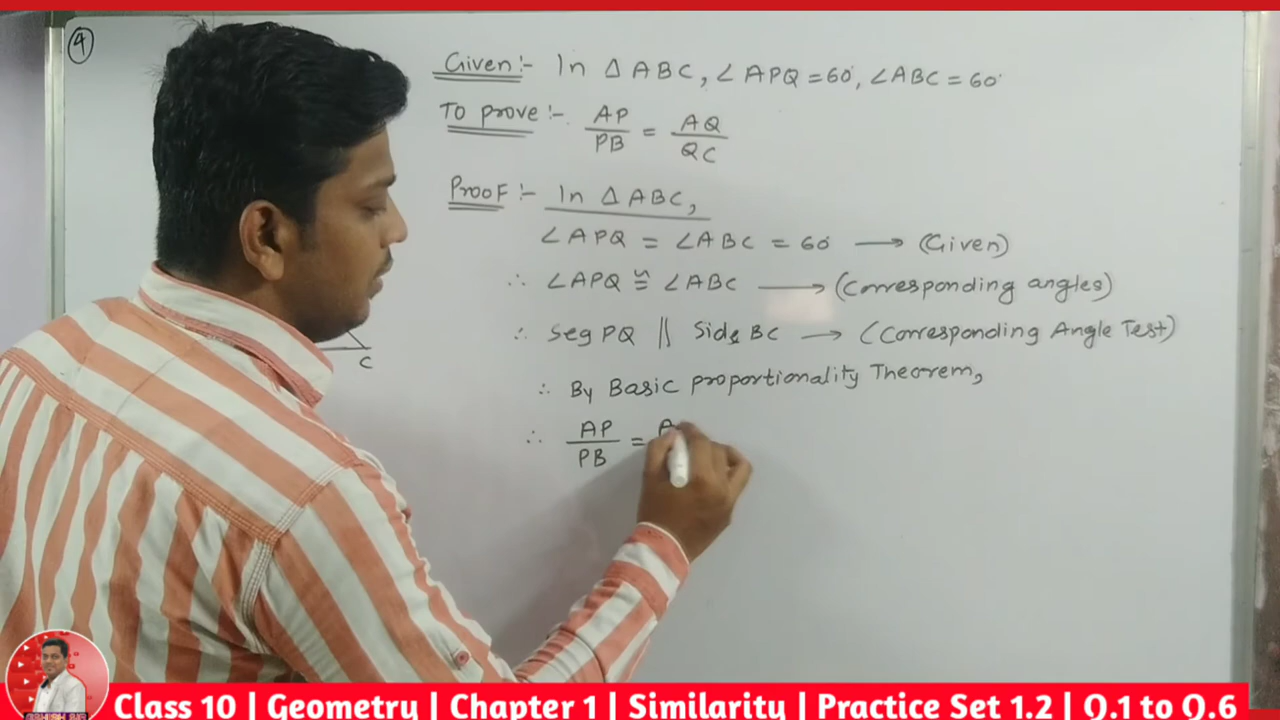 ④
Given:- In △ABC, ∠APQ = 60°, ∠ABC = 60°
To prove:- AP/PB = AQ/QC
Proof:- In △ABC,
∠APQ = ∠ABC = 60 → (Given)
∴ ∠APQ ≅ ∠ABC → (Corresponding angles)
∴ seg PQ || Side BC → (Corresponding Angle Test)
C
∴ By Basic proportionality Theorem,
∴ AP/PB = A
Class 10 | Geometry | Chapter 1 | Similarity | Practice Set 1.2 | Q.1 to Q.6